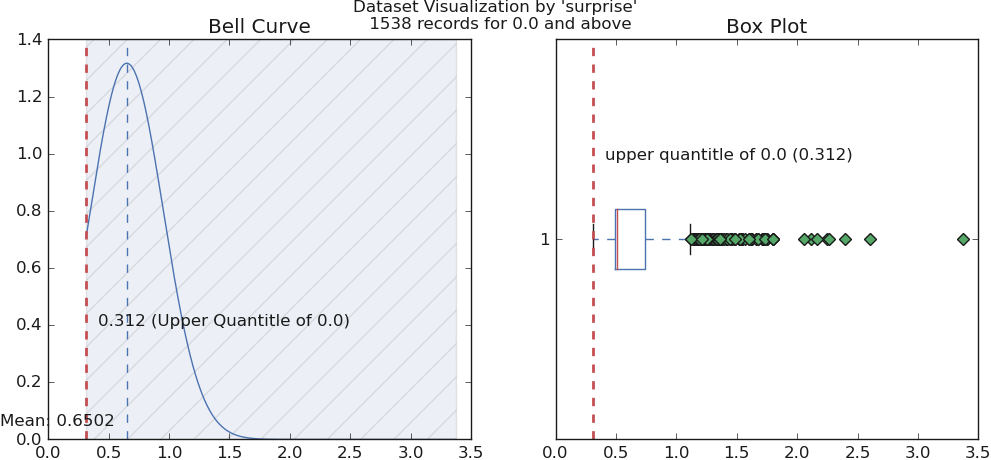 Dataset Visualization by 'surprise'
1538 records for 0.0 and above
Bell Curve
1.4
1.2
1.0
0.8
0.6
0.4
0.2
0.0
0.312 (Upper Quantitle of 0.0)
Mean: 0.6502
0.0 0.5 1.0 1.5 2.0 2.5 3.0 3.5
Box Plot
upper quantitle of 0.0 (0.312)
1
0.0 0.5 1.0 1.5 2.0 2.5 3.0 3.5